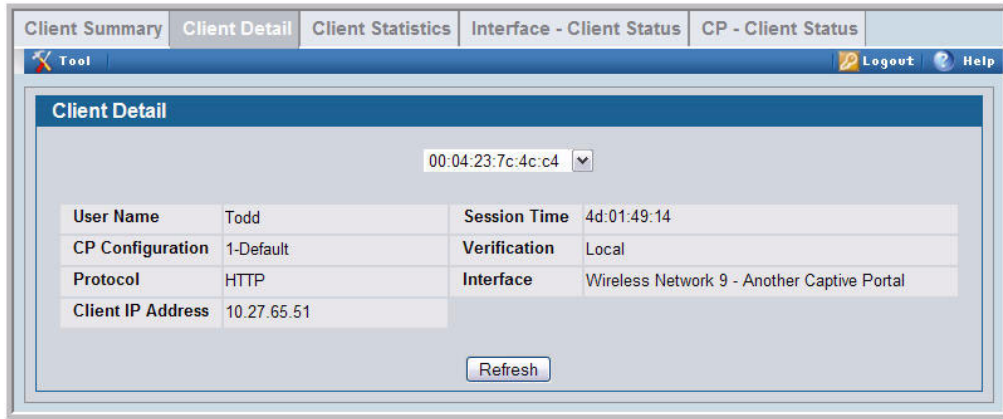 Client Summary Client Detail Client Statistics Interface - Client Status CP - Client Status
Tool Logout Help
Client Detail
00:04:23:7c:4c:c4
User Name Todd Session Time 4d:01:49:14
CP Configuration 1-Default Verification Local
Protocol HTTP Interface Wireless Network 9 - Another Captive Portal
Client IP Address 10.27.65.51
Refresh